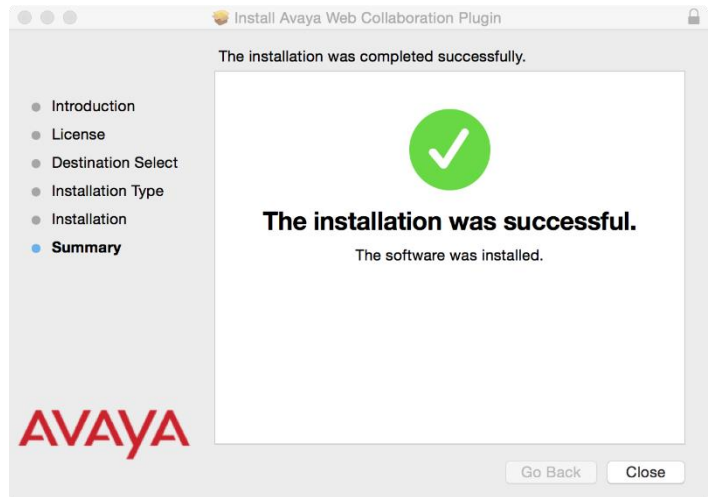 Install Avaya Web Collaboration Plugin
The installation was completed successfully.
Introduction
License
Destination Select
Installation Type
Installation
Summary
The installation was successful.
The software was installed.
AVAYA
Go Back
Close